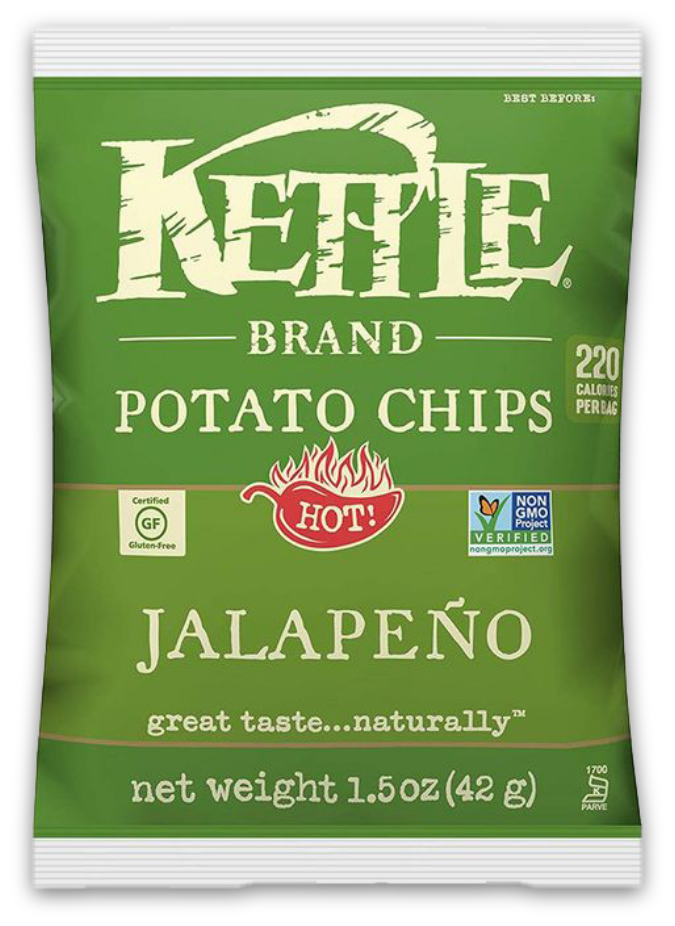 BEST BEFORE:
KETTLE®
BRAND
POTATO CHIPS
220
CALORIES
PER BAG
HOT!
Certified
GF
Gluten-Free
NON
GMO
Project
VERIFIED
nongmoproject.org
JALAPEÑO
great taste...naturally™
net weight 1.5oz (42 g)
1700
K
PARVE